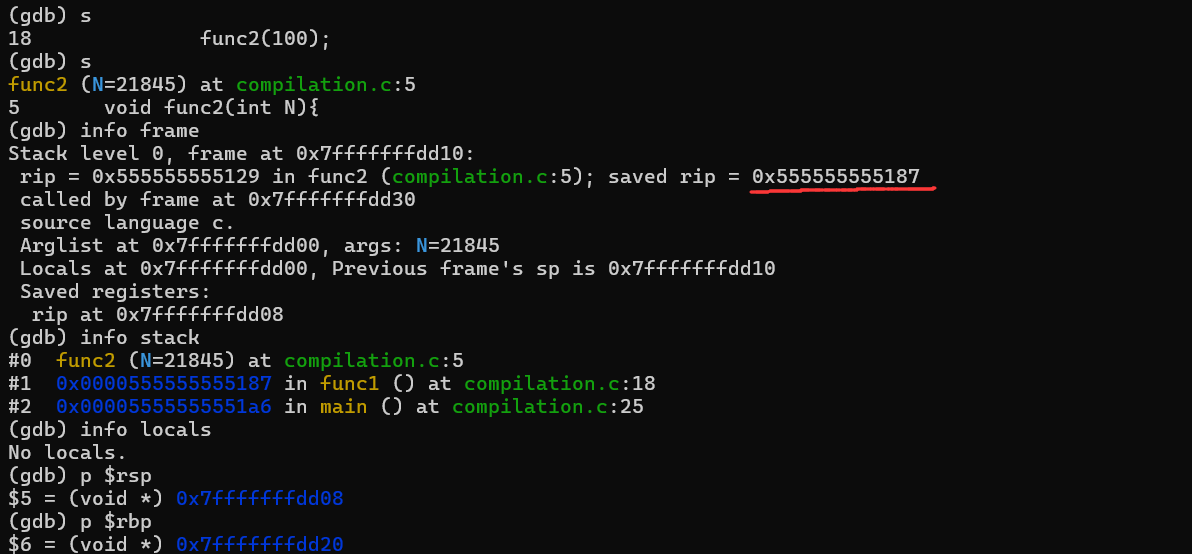 (gdb) s
18              func2(100);
(gdb) s
func2 (N=21845) at compilation.c:5
5       void func2(int N){
(gdb) info frame
Stack level 0, frame at 0x7fffffffdd10:
 rip = 0x555555555129 in func2 (compilation.c:5); saved rip = 0x555555555187
 called by frame at 0x7fffffffdd30
 source language c.
 Arglist at 0x7fffffffdd00, args: N=21845
 Locals at 0x7fffffffdd00, Previous frame's sp is 0x7fffffffdd10
 Saved registers:
  rip at 0x7fffffffdd08
(gdb) info stack
#0  func2 (N=21845) at compilation.c:5
#1  0x0000555555555187 in func1 () at compilation.c:18
#2  0x00005555555551a6 in main () at compilation.c:25
(gdb) info locals
No locals.
(gdb) p $rsp
$5 = (void *) 0x7fffffffdd08
(gdb) p $rbp
$6 = (void *) 0x7fffffffdd20